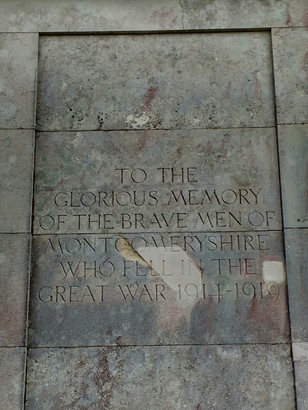 TO THE
GLORIOUS MEMORY
OF THE BRAVE MEN OF
MONTGOMERYSHIRE
WHO FELL IN THE
GREAT WAR 1914-1919